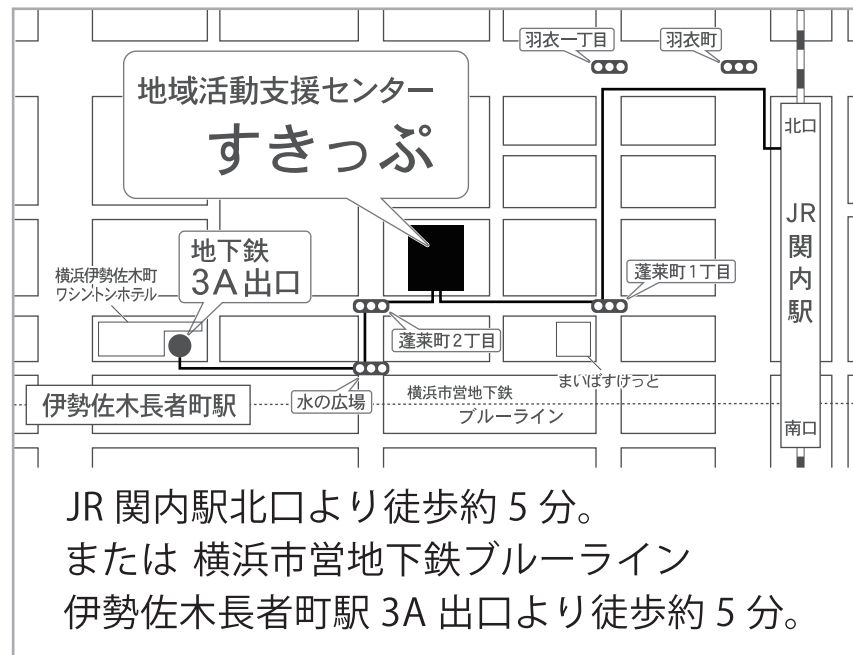 羽衣一丁目
羽衣町
地域活動支援センター
すきっぷ
北口
JR
関
内
駅
地下鉄
3A出口
横浜伊勢佐木町
ワシントンホテル
蓬莱町1丁目
蓬莱町2丁目
まいばすけっと
水の広場
横浜市営地下鉄
ブルーライン
伊勢佐木長者町駅
南口
JR 関内駅北口より徒歩約 5 分。
または 横浜市営地下鉄ブルーライン
伊勢佐木長者町駅 3A 出口より徒歩約 5 分。